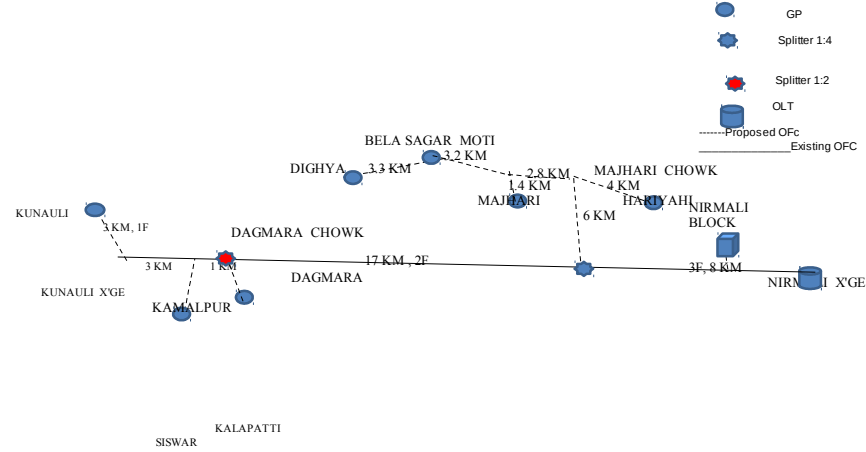 GP
Splitter 1:4
Splitter 1:2
OLT
-------Proposed OFc
________________Existing OFC
BELA SAGAR MOTI
3.2 KM
DIGHYA
3.3 KM
2.8 KM
MAJHARI CHOWK
1.4 KM
4 KM
MAJHARI
HARIYAHI
NIRMALI
BLOCK
KUNAULI
3 KM, 1F
6 KM
DAGMARA CHOWK
17 KM , 2F
3 KM
1 KM
3F, 8 KM
DAGMARA
NIRMALI X'GE
KUNAULI X'GE
KAMALPUR
KALAPATTI
SISWAR